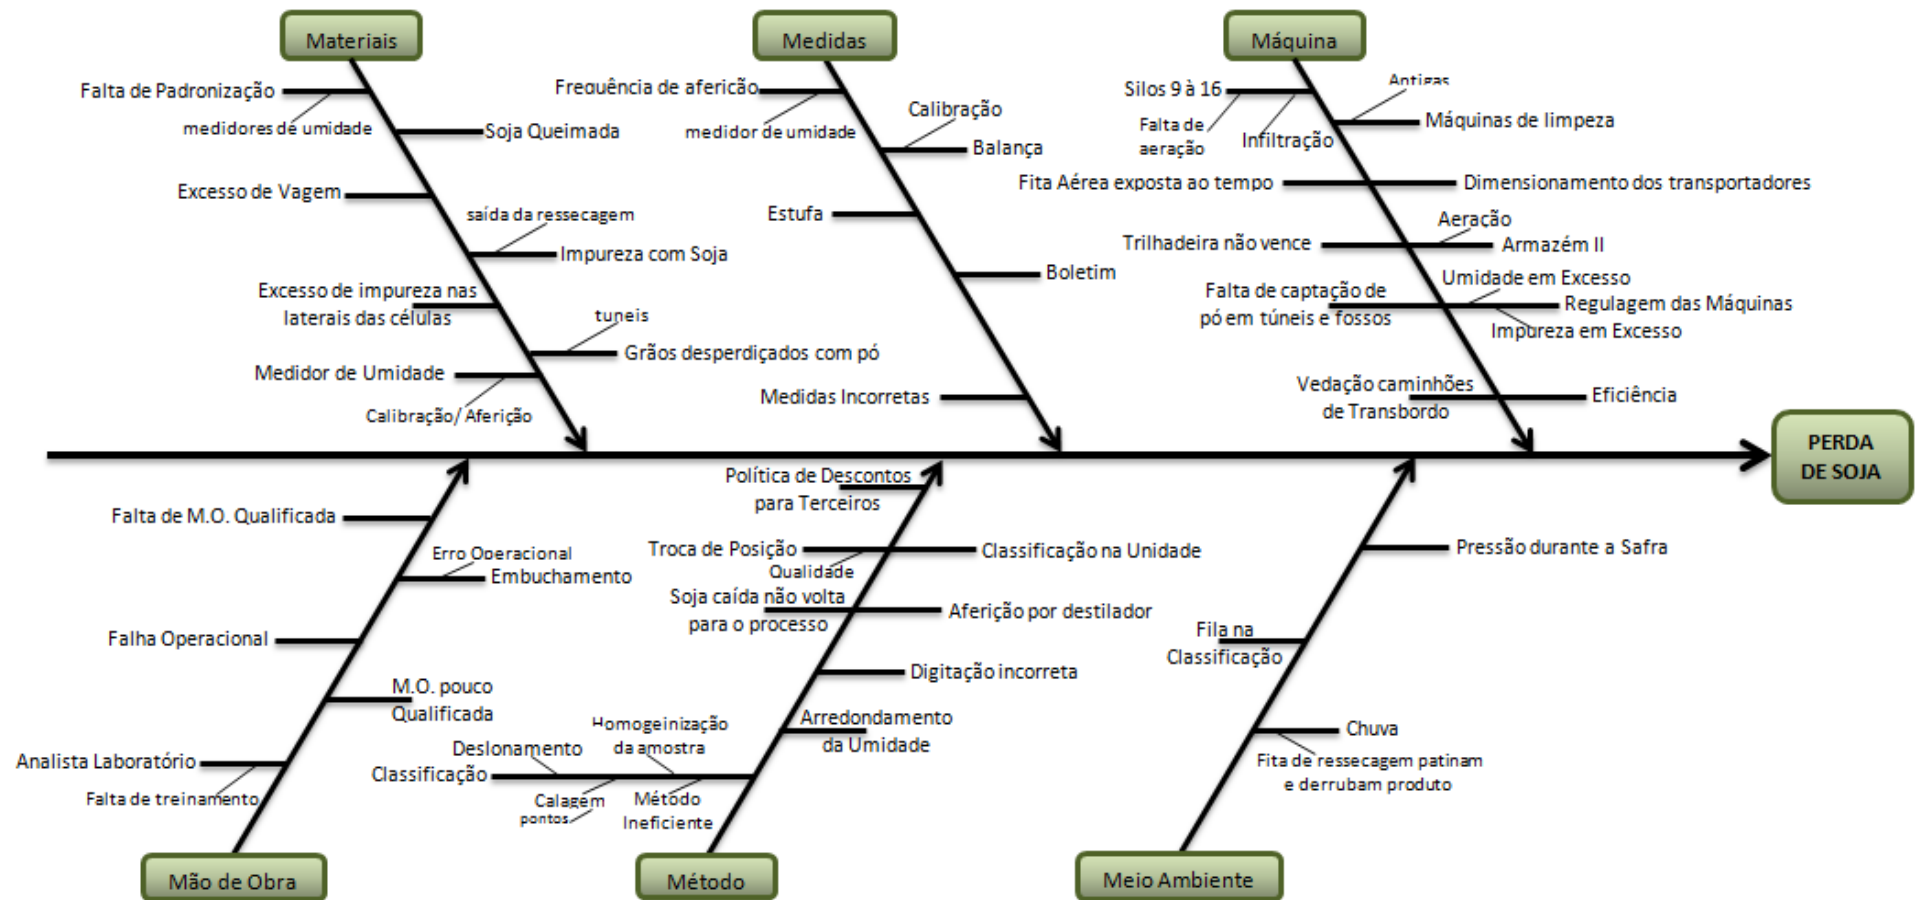 Materiais
Medidas
Máquina
Falta de Padronização
medidores de umidade
Soja Queimada
Excesso de Vagem
saída da ressecagem
Impureza com Soja
Excesso de impureza nas
laterais das células
tuneis
Grãos desperdiçados com pó
Medidor de Umidade
Calibração/ Aferição
Frequência de aferição
medidor de umidade
Calibração
Balança
Estufa
Boletim
Medidas Incorretas
Silos 9 à 16
Falta de
aeração
Infiltração
Antigas
Máquinas de limpeza
Fita Aérea exposta ao tempo
Dimensionamento dos transportadores
Aeração
Trilhadeira não vence
Armazém II
Umidade em Excesso
Falta de captação de
pó em túneis e fossos
Regulagem das Máquinas
Impureza em Excesso
Vedação caminhões
de Transbordo
Eficiência
PERDA
DE SOJA
Falta de M.O. Qualificada
Erro Operacional
Embuchamento
Falha Operacional
M.O. pouco
Qualificada
Analista Laboratório
Falta de treinamento
Política de Descontos
para Terceiros
Troca de Posição
Qualidade
Classificação na Unidade
Soja caída não volta
para o processo
Aferição por destilador
Digitação incorreta
Arredondamento
da Umidade
Homogeinização
da amostra
Deslonamento
Classificação
Calagem
pontos
Método
Ineficiente
Pressão durante a Safra
Fila na
Classificação
Chuva
Fita de ressecagem patinam
e derrubam produto
Mão de Obra
Método
Meio Ambiente